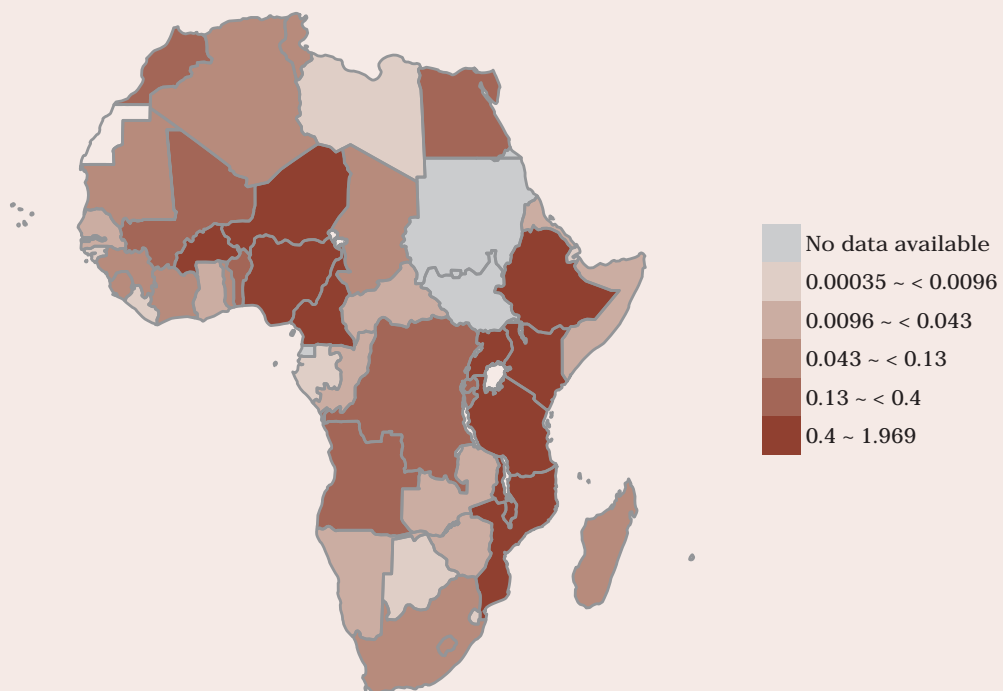 No data available
0.00035 ~ < 0.0096
0.0096 ~ < 0.043
0.043 ~ < 0.13
0.13 ~ < 0.4
0.4 ~ 1.969